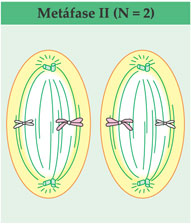 Metáfase II (N = 2)